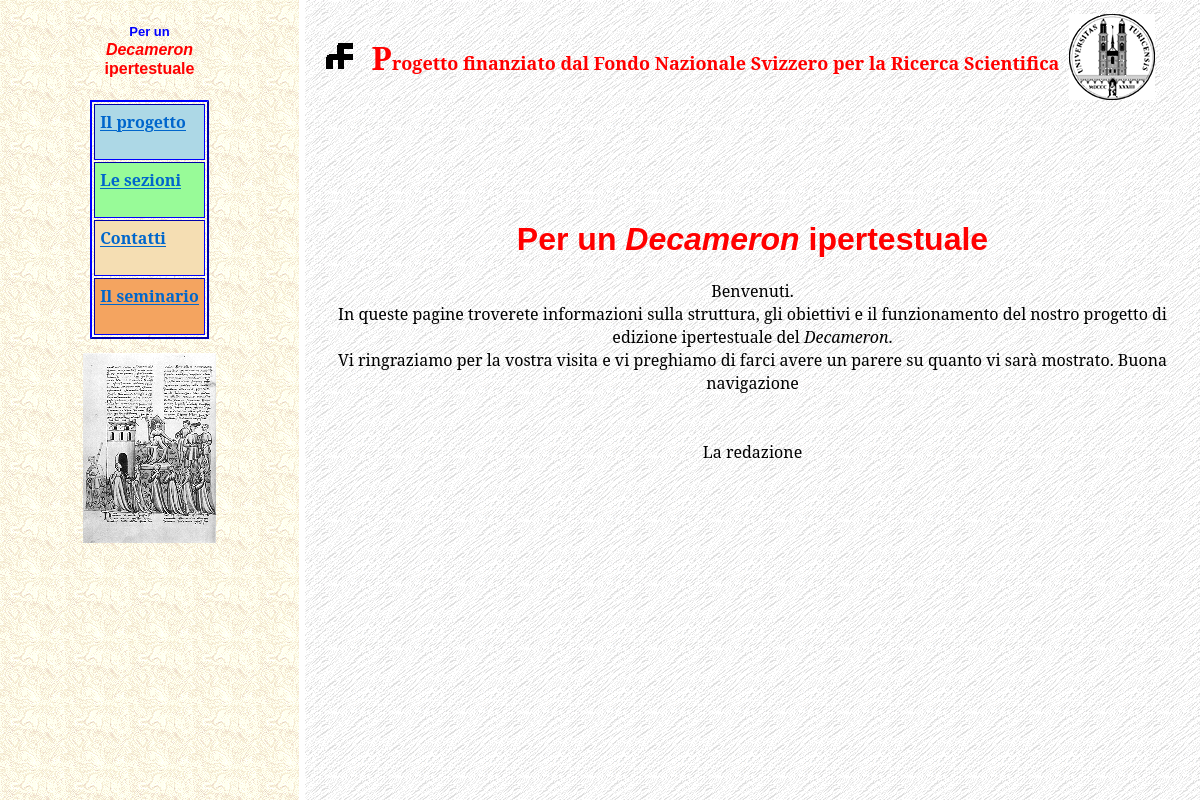 Per un
Decameron
ipertestuale
Il progetto
Le sezioni
Contatti
Il seminario
Progetto finanziato dal Fondo Nazionale Svizzero per la Ricerca Scientifica
UNIVERSITAS TURICENSIS
MDCCC XXXIII
Per un Decameron ipertestuale
Benvenuti.
In queste pagine troverete informazioni sulla struttura, gli obiettivi e il funzionamento del nostro progetto di
edizione ipertestuale del Decameron.
Vi ringraziamo per la vostra visita e vi preghiamo di farci avere un parere su quanto vi sarà mostrato. Buona
navigazione
La redazione